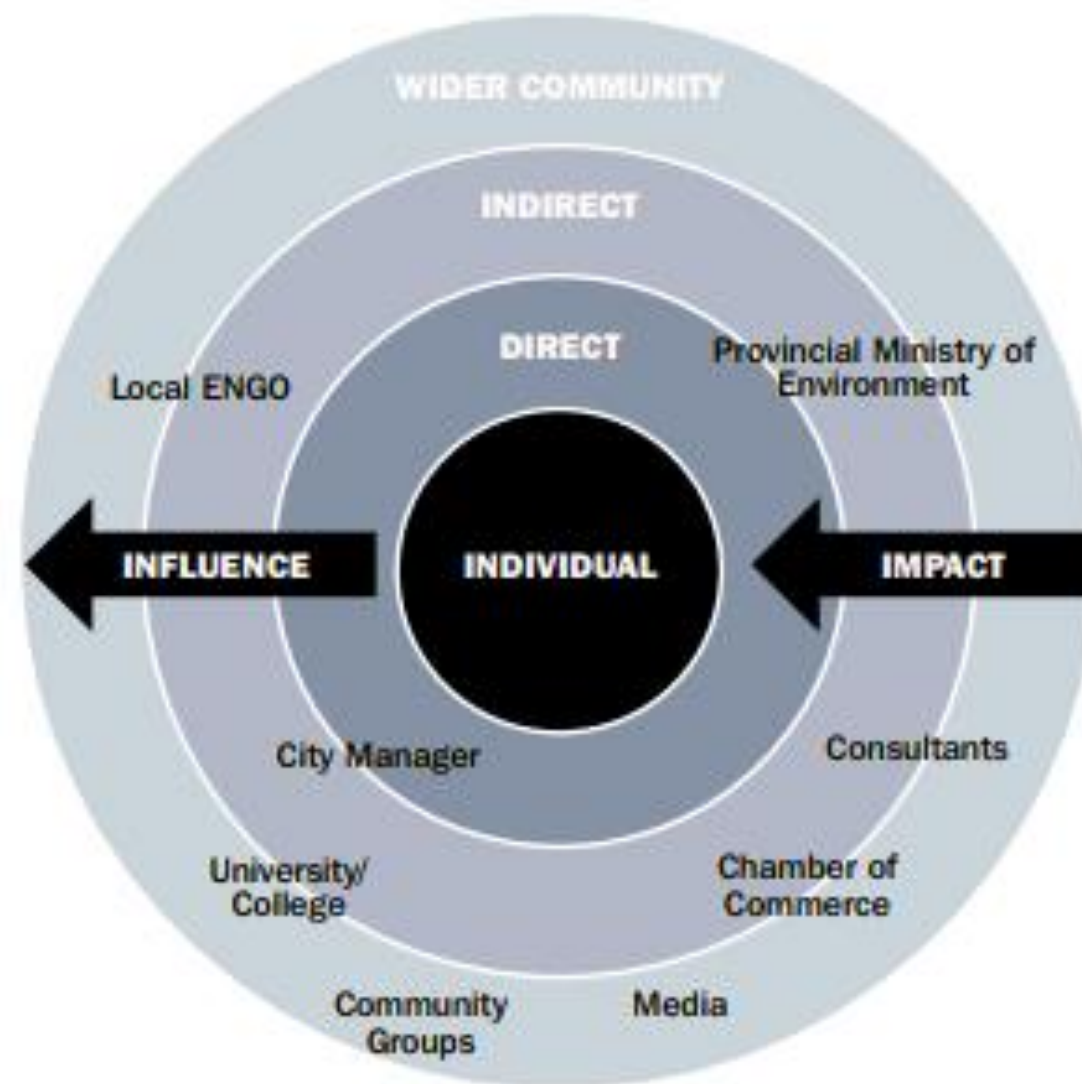 WIDER COMMUNITY
INDIRECT
DIRECT
Provincial Ministry of
Environment
Local ENGO
INFLUENCE
INDIVIDUAL
IMPACT
City Manager
Consultants
University/
College
Chamber of
Commerce
Community
Groups
Media